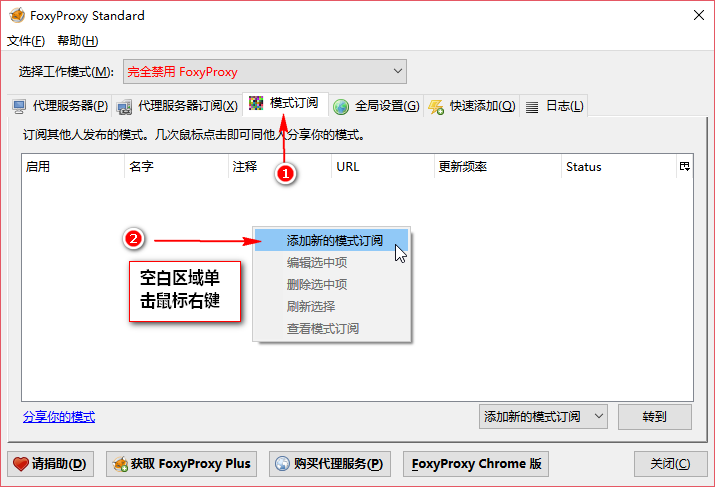 FoxyProxy Standard
文件(F) 帮助(H)
选择工作模式(M): 完全禁用 FoxyProxy
代理服务器(P) 代理服务器订阅(X) 模式订阅 全局设置(G) 快速添加(Q) 日志(L)
订阅其他人发布的模式。几次鼠标点击即可同他人分享你的模式。
启用 名字 注释 URL 更新频率 Status
1
2
添加新的模式订阅
编辑选中项
删除选中项
刷新选择
查看模式订阅
空白区域单
击鼠标右键
分享你的模式 添加新的模式订阅 转到
请捐助(D) 获取 FoxyProxy Plus 购买代理服务(P) FoxyProxy Chrome 版 关闭(C)